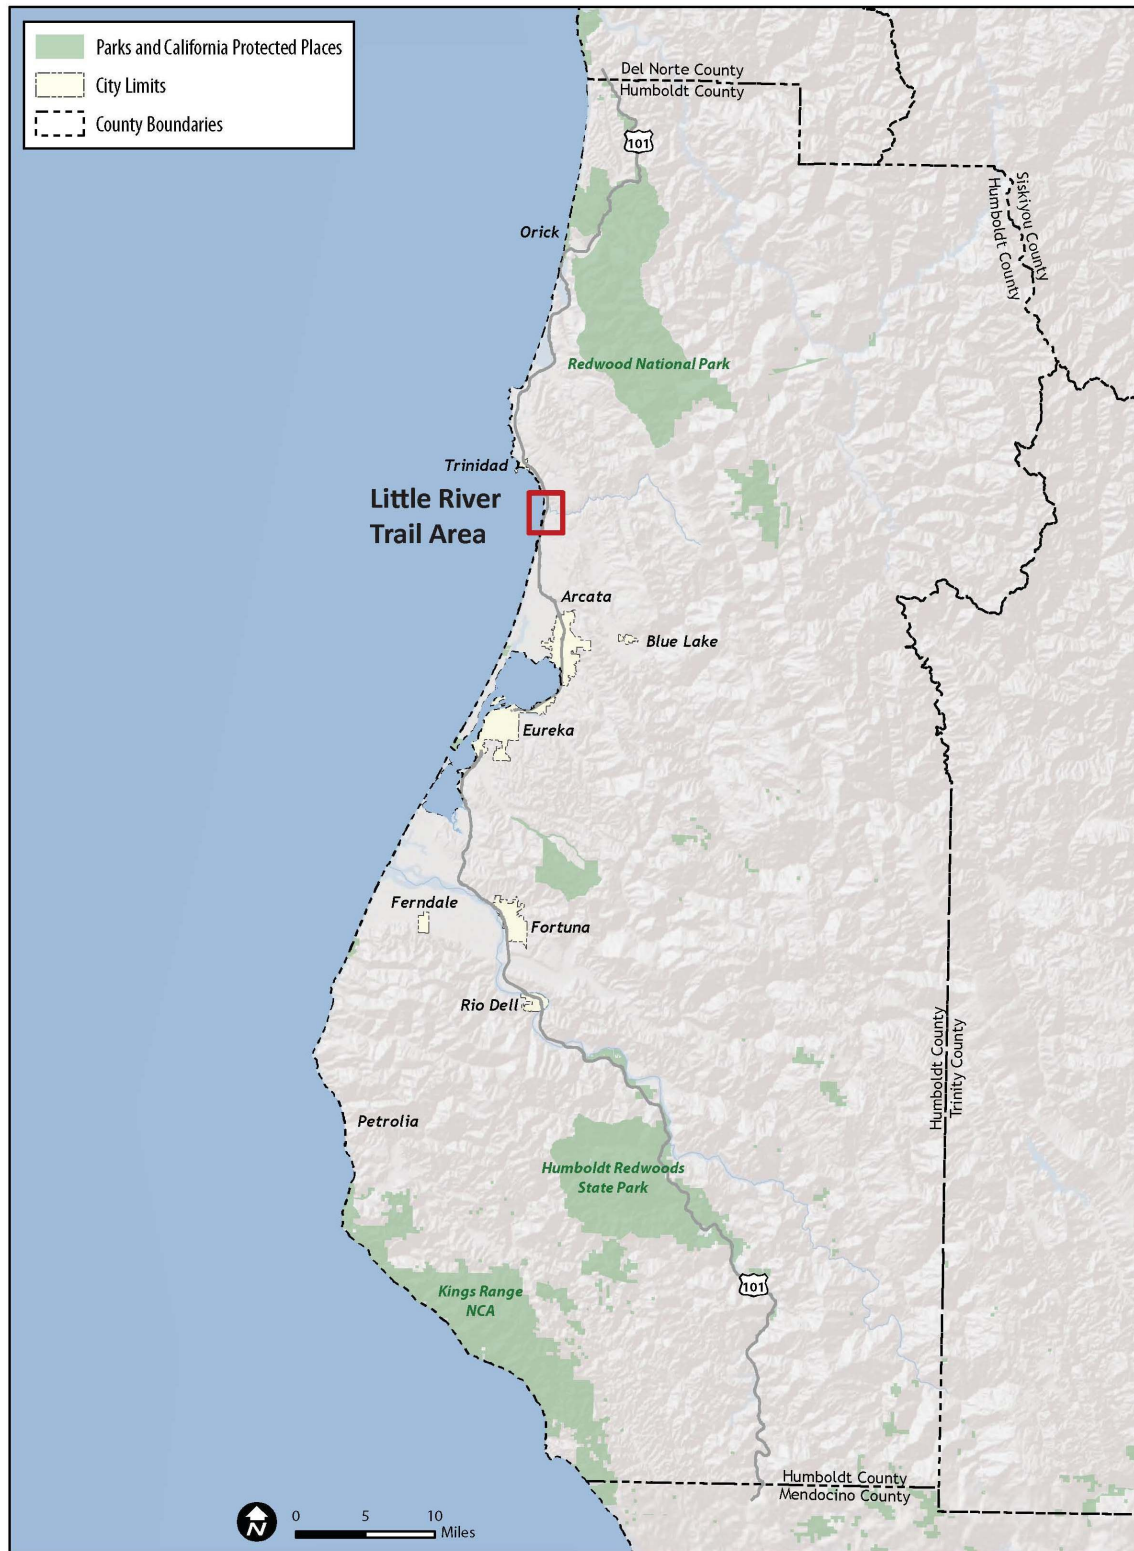 Parks and California Protected Places
City Limits
County Boundaries
Del Norte County
Humboldt County
101
Siskiyou County
Humboldt County
Orick
Redwood National Park
Trinidad
Little River
Trail Area
Arcata
Blue Lake
Eureka
Ferndale
Fortuna
Rio Dell
Humboldt County
Trinity County
Petrolia
Humboldt Redwoods
State Park
Kings Range
NCA
101
Humboldt County
Mendocino County
N
0 5 10
Miles